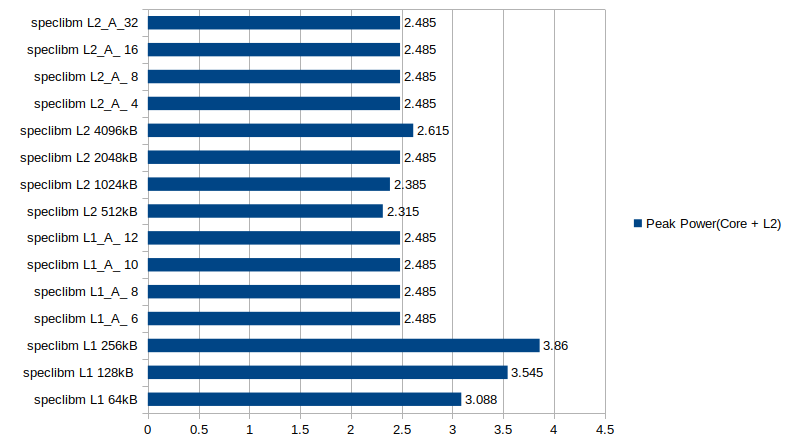 speclibm L2_A_32 2.485
speclibm L2_A_ 16 2.485
speclibm L2_A_ 8 2.485
speclibm L2_A_ 4 2.485
speclibm L2 4096kB 2.615
speclibm L2 2048kB 2.485
speclibm L2 1024kB 2.385
speclibm L2 512kB 2.315
speclibm L1_A_ 12 2.485
speclibm L1_A_ 10 2.485
speclibm L1_A_ 8 2.485
speclibm L1_A_ 6 2.485
speclibm L1 256kB 3.86
speclibm L1 128kB 3.545
speclibm L1 64kB 3.088
0 0.5 1 1.5 2 2.5 3 3.5 4 4.5
Peak Power(Core + L2)